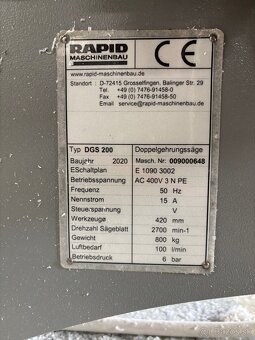 RAPID
MASCHINENBAU
CE
www.rapid-maschinenbau.de
Standort : D-72415 Grosselfingen, Balinger Str. 29
Tel. +49 (0) 7476-91458-0
Fax +49 (0) 7476-91458-50
Email service@rapid-maschinenbau.de
Typ DGS 200 Doppelgehrungssäge
Baujahr 2020 Masch. Nr. 009000648
ESchaltplan E 1090 3002
Betriebsspannung AC 400V 3 N PE
Frequenz 50 Hz
Nennstrom 15 A
Steuerspannung V
Werkzeuge 420 mm
Drehzahl Sägeblatt 2700 min-1
Gewicht 800 kg
Luftbedarf 100 l/min
Betriebsdruck 6 bar